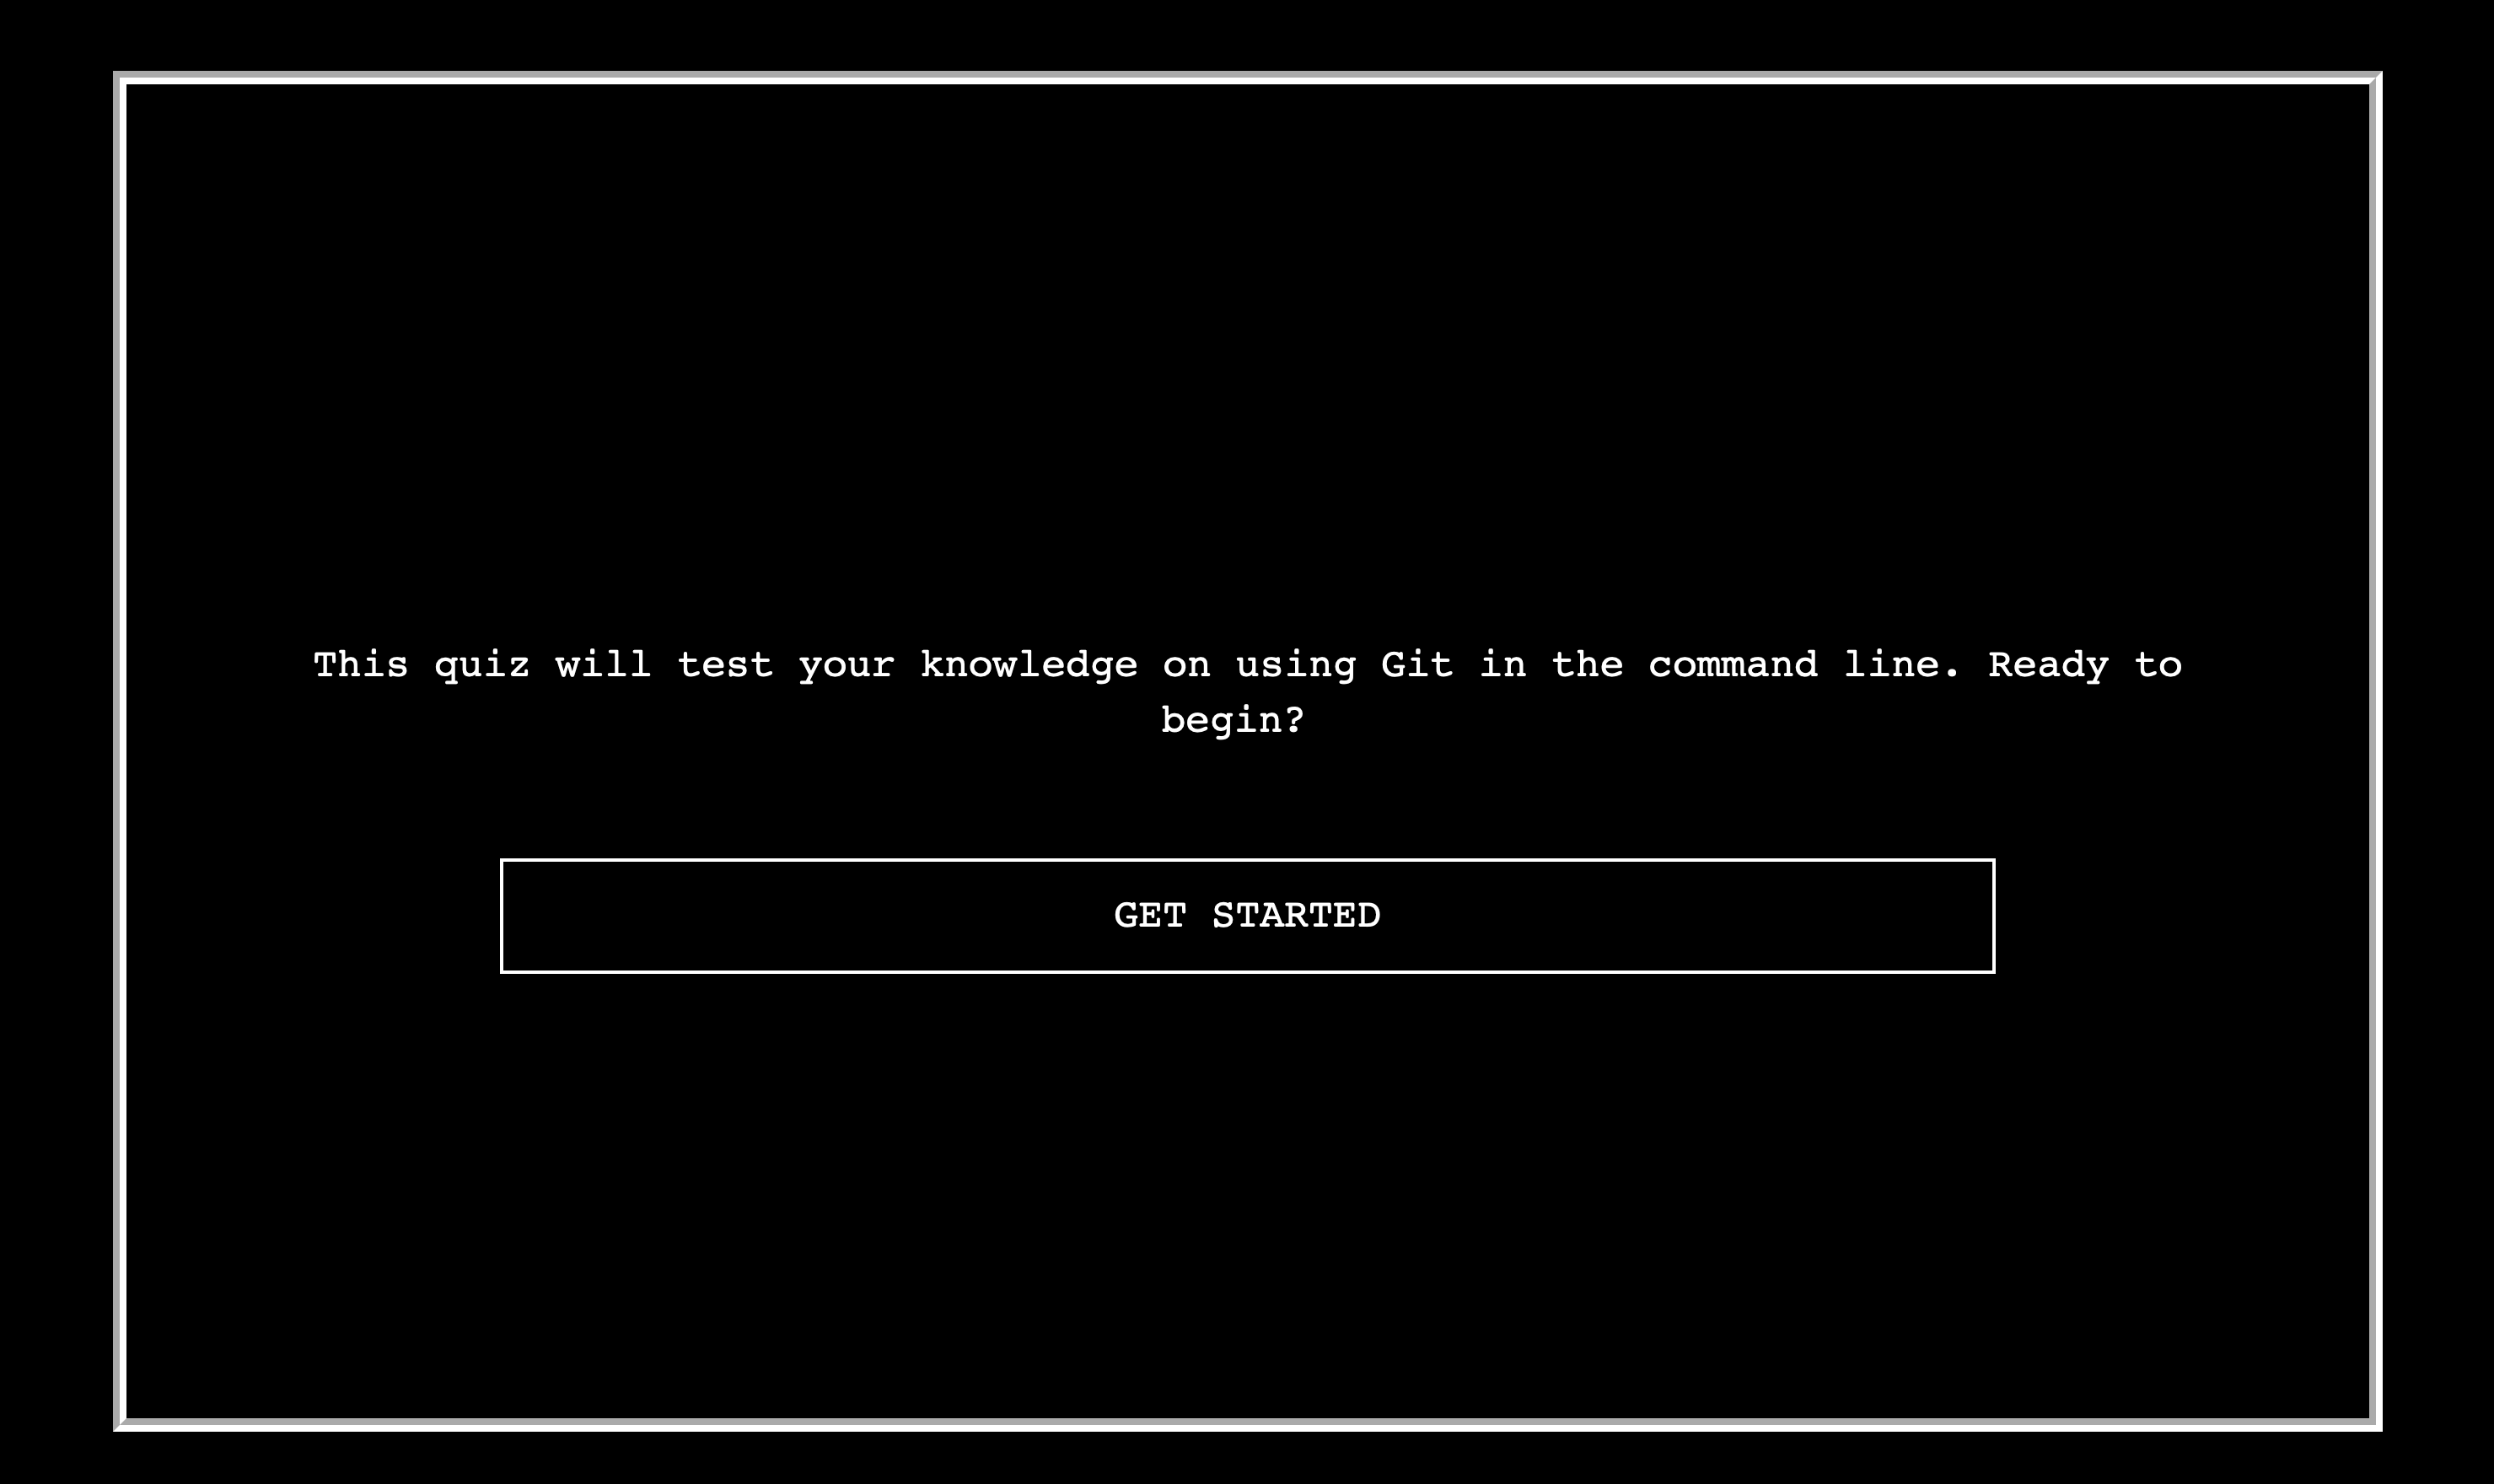 This quiz will test your knowledge on using Git in the command line. Ready to
begin?
GET STARTED